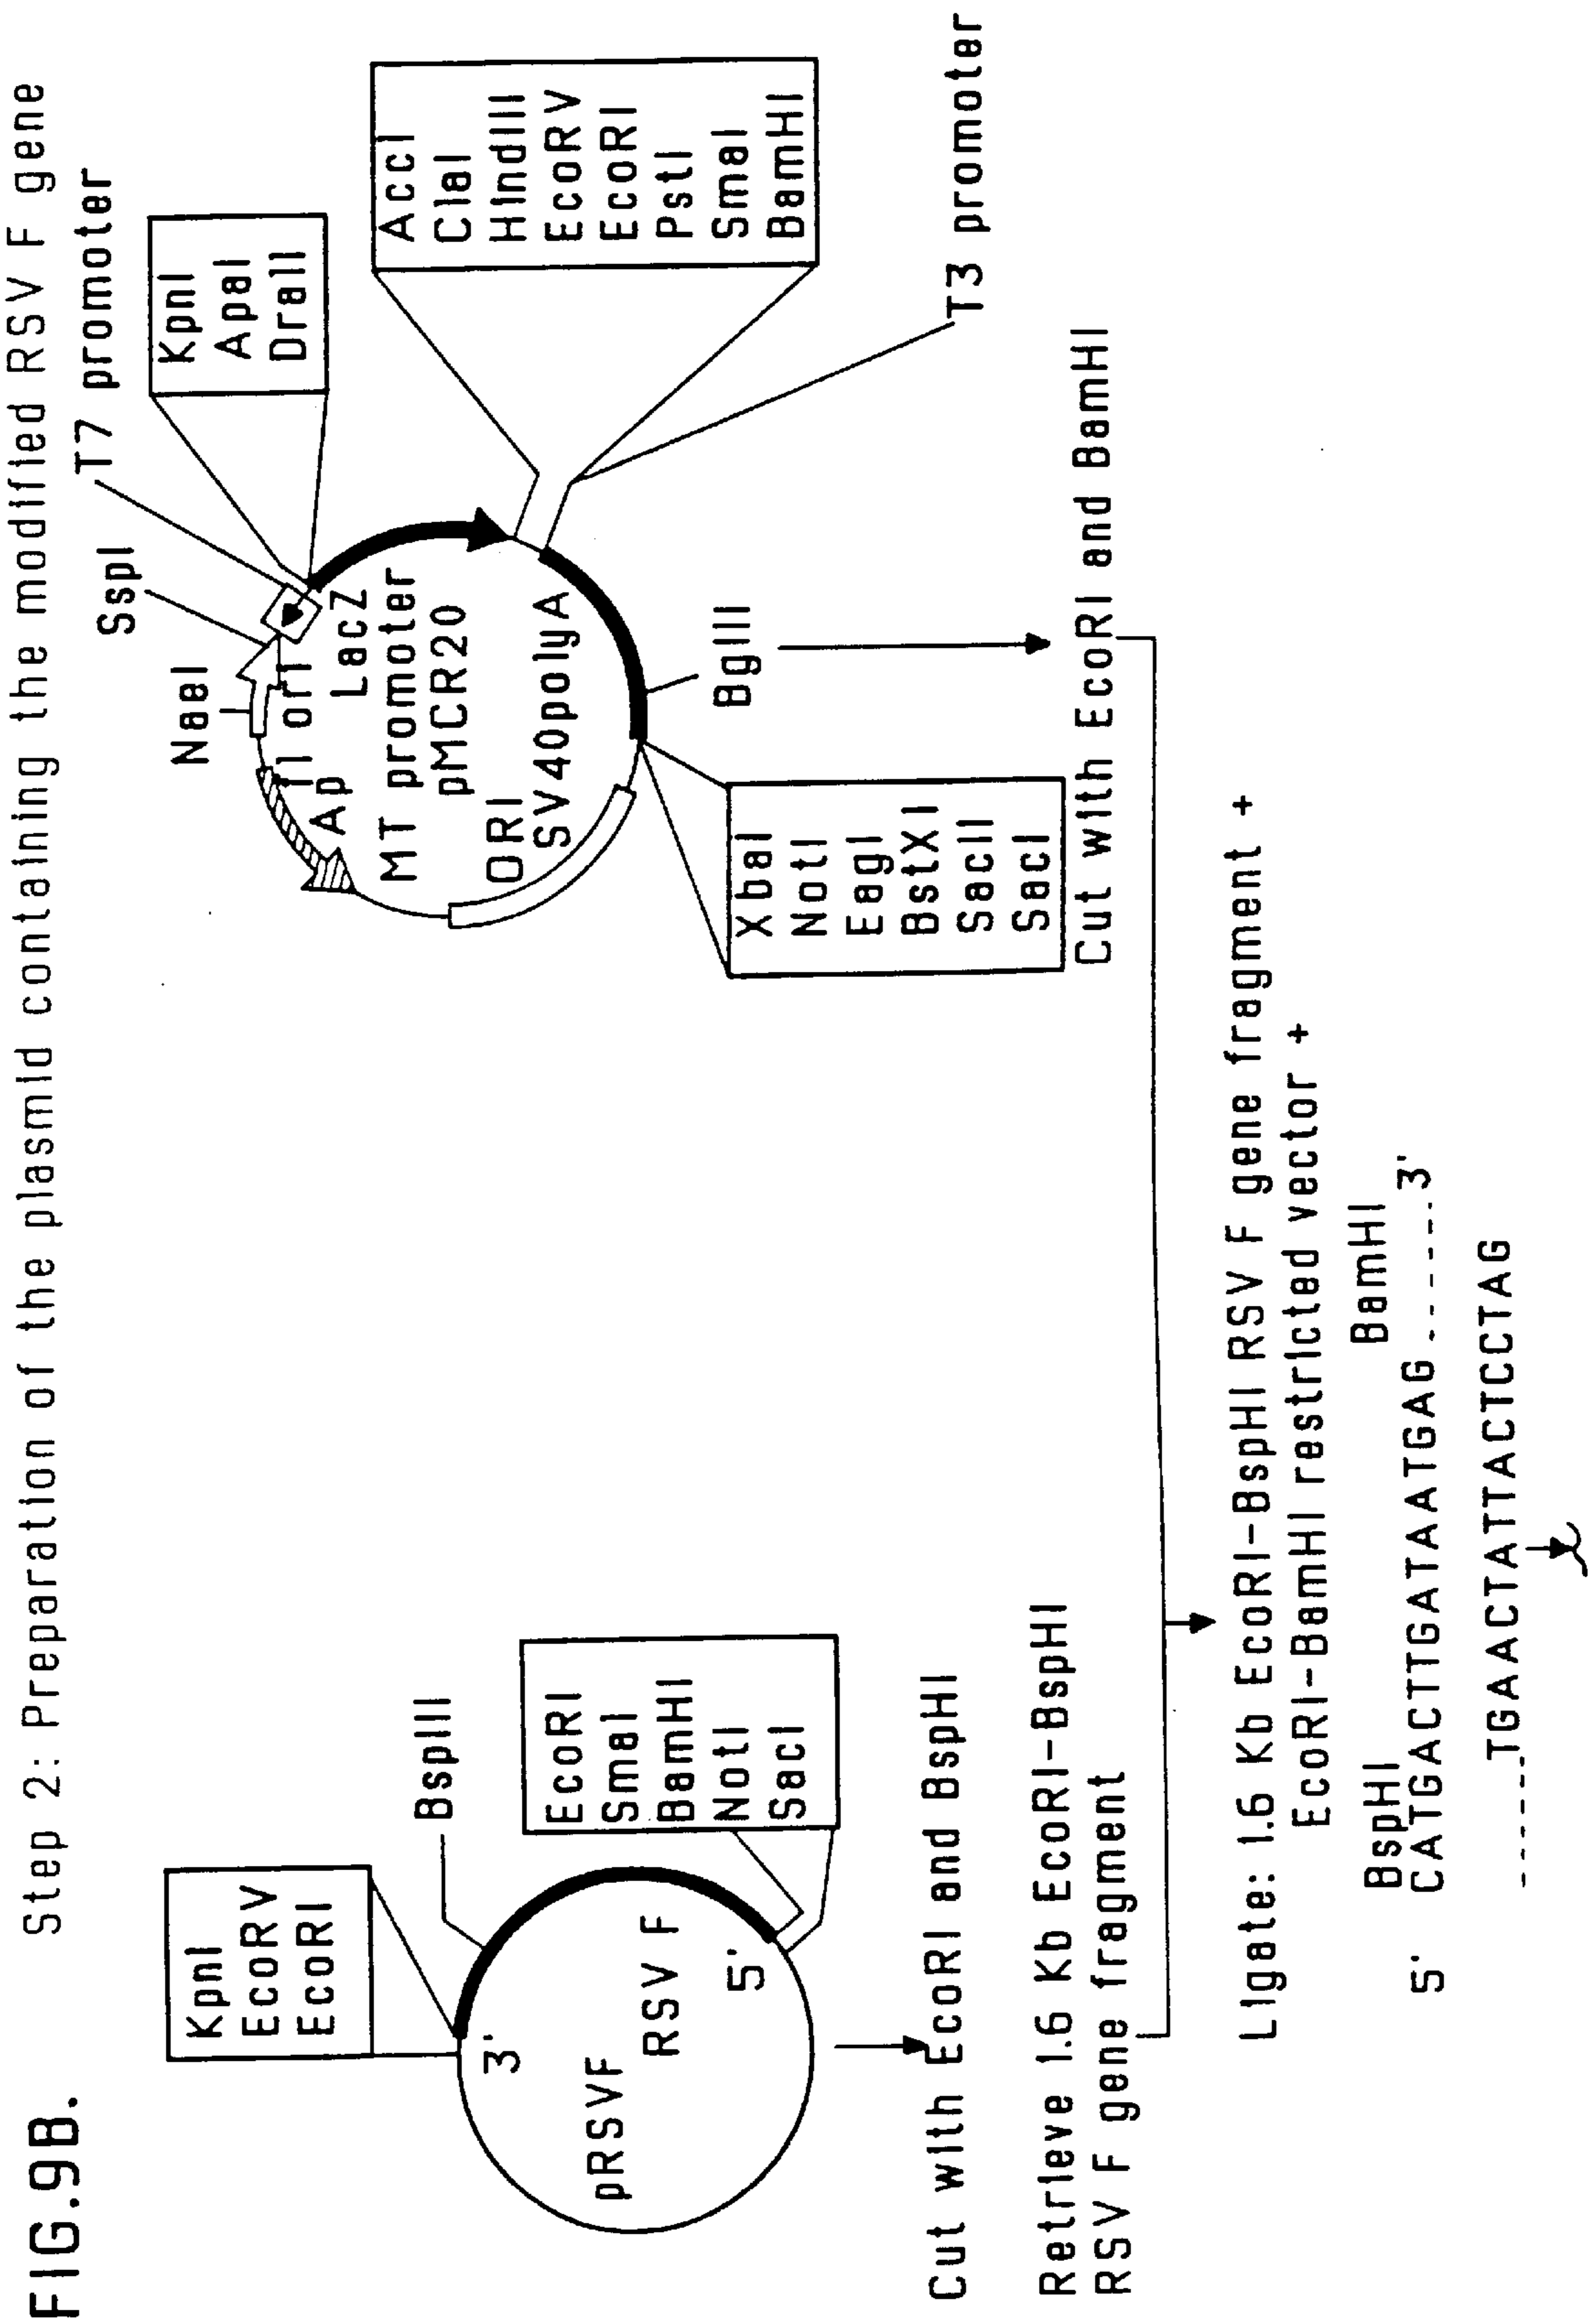 FIG.9B.
Step 2: Preparation of the plasmid containing the modified RSV F gene
KpnI
EcoRV
EcoRI
BspIII
3'
pRSVF
RSV F
5'
EcoRI
SmaI
BamHI
NotI
SacI
Cut with EcoRI and BspHI
Retrieve 1.6 Kb EcoRI-BspHI
RSV F gene fragment
NaeI
SspI
T7 promoter
KpnI
ApaI
DraII
f1 ori
Ap
LacZ
MT promoter
pMCR20
ORI
SV40polyA
AccI
ClaI
HindIII
EcoRV
EcoRI
PstI
SmaI
BamHI
T3 promoter
BglII
XbaI
NotI
EagI
BstXI
SacII
SacI
Cut with EcoRI and BamHI
Ligate: 1.6 Kb EcoRI-BspHI RSV F gene fragment +
EcoRI-BamHI restricted vector +
BspHI BamHI
5' CATGACTTGATAATGAG ------ 3'
------TGAACTATTACTCCTAG